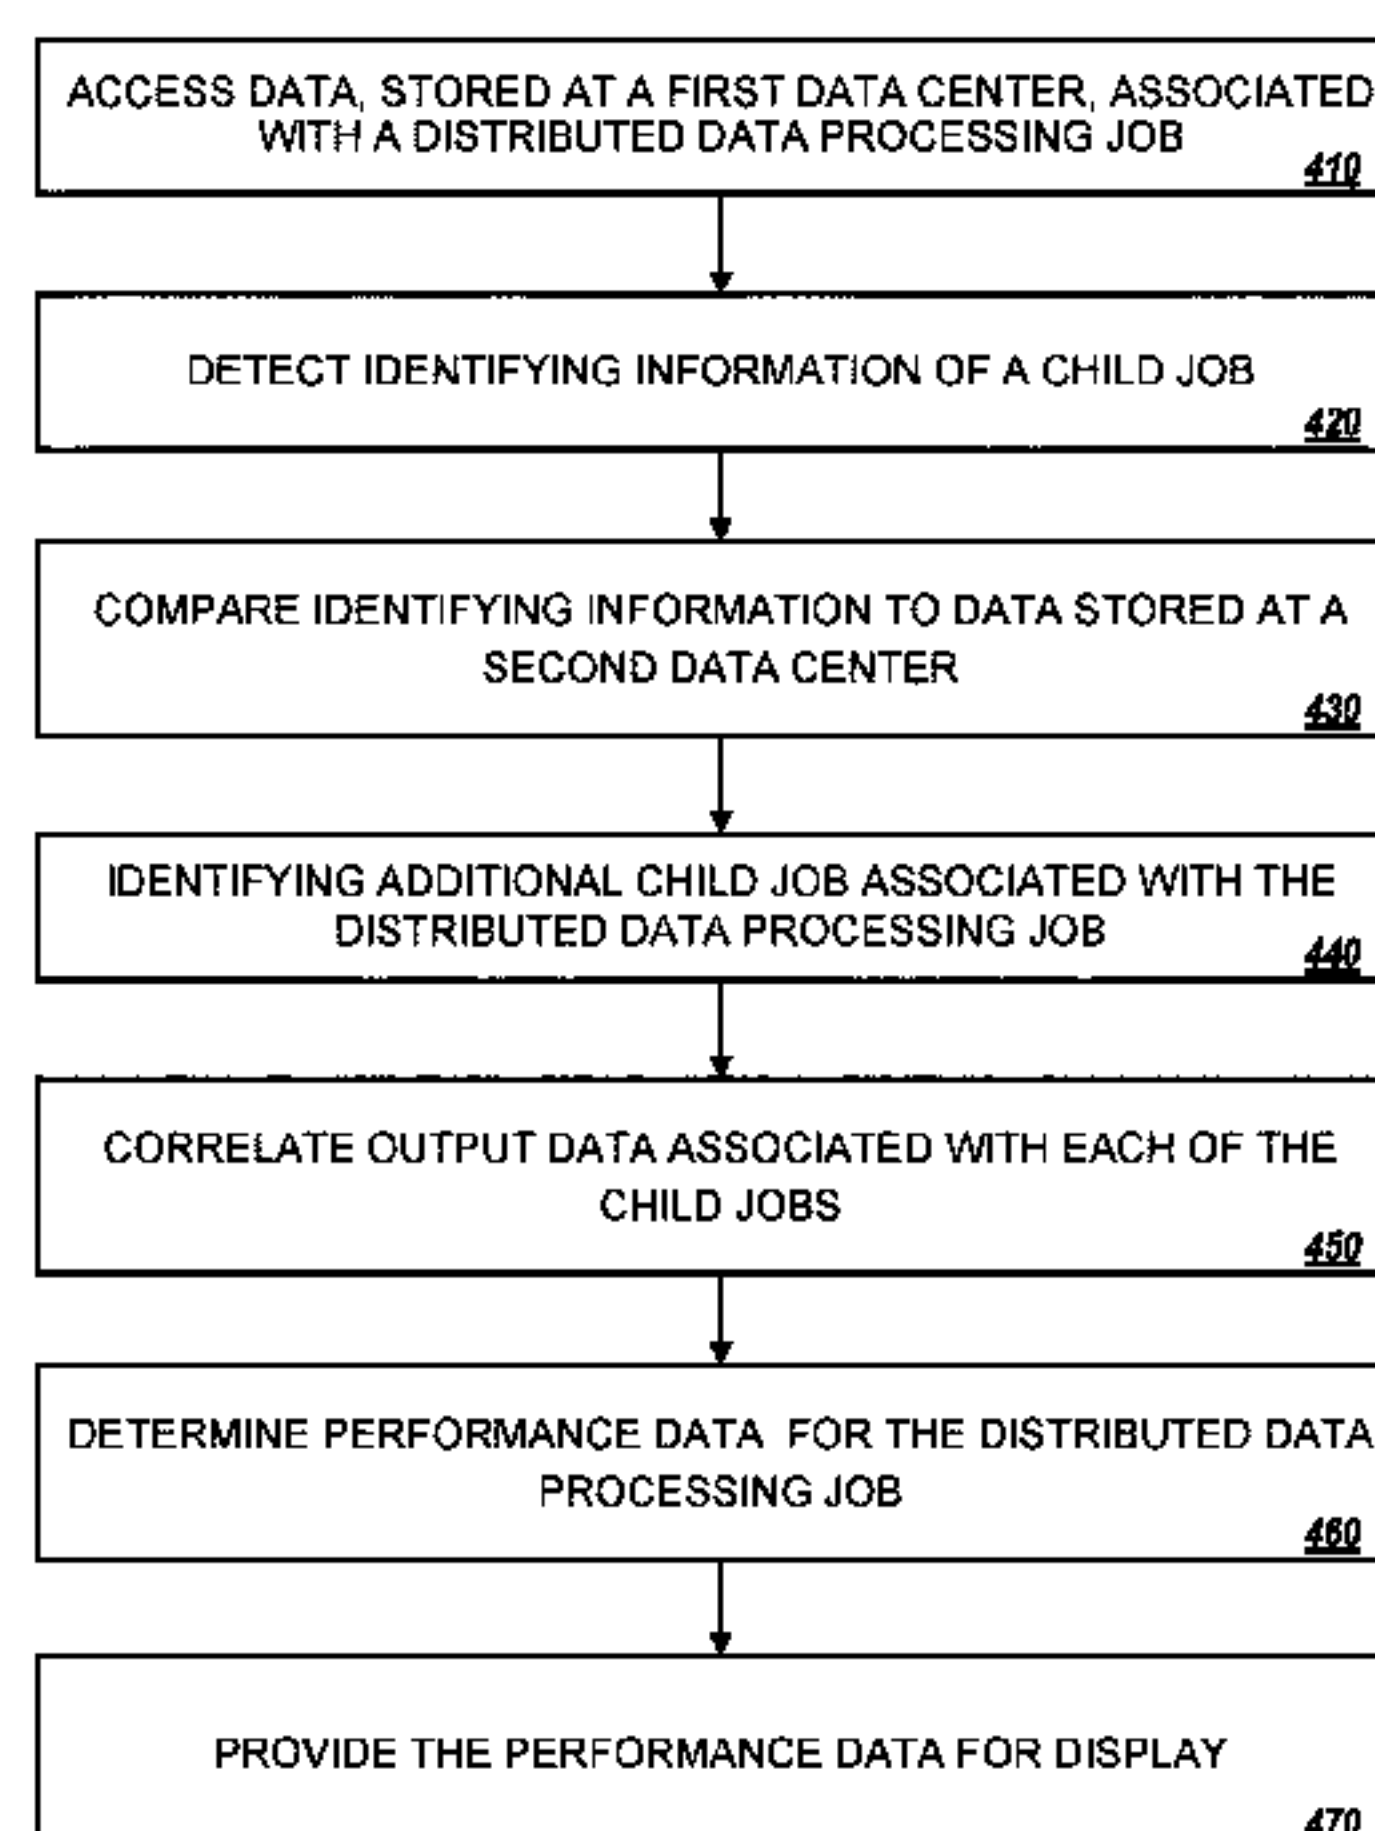 ACCESS DATA, STORED AT A FIRST DATA CENTER, ASSOCIATED
WITH A DISTRIBUTED DATA PROCESSING JOB
410
DETECT IDENTIFYING INFORMATION OF A CHILD JOB
420
COMPARE IDENTIFYING INFORMATION TO DATA STORED AT A
SECOND DATA CENTER
430
IDENTIFYING ADDITIONAL CHILD JOB ASSOCIATED WITH THE
DISTRIBUTED DATA PROCESSING JOB
440
CORRELATE OUTPUT DATA ASSOCIATED WITH EACH OF THE
CHILD JOBS
450
DETERMINE PERFORMANCE DATA FOR THE DISTRIBUTED DATA
PROCESSING JOB
460
PROVIDE THE PERFORMANCE DATA FOR DISPLAY
470